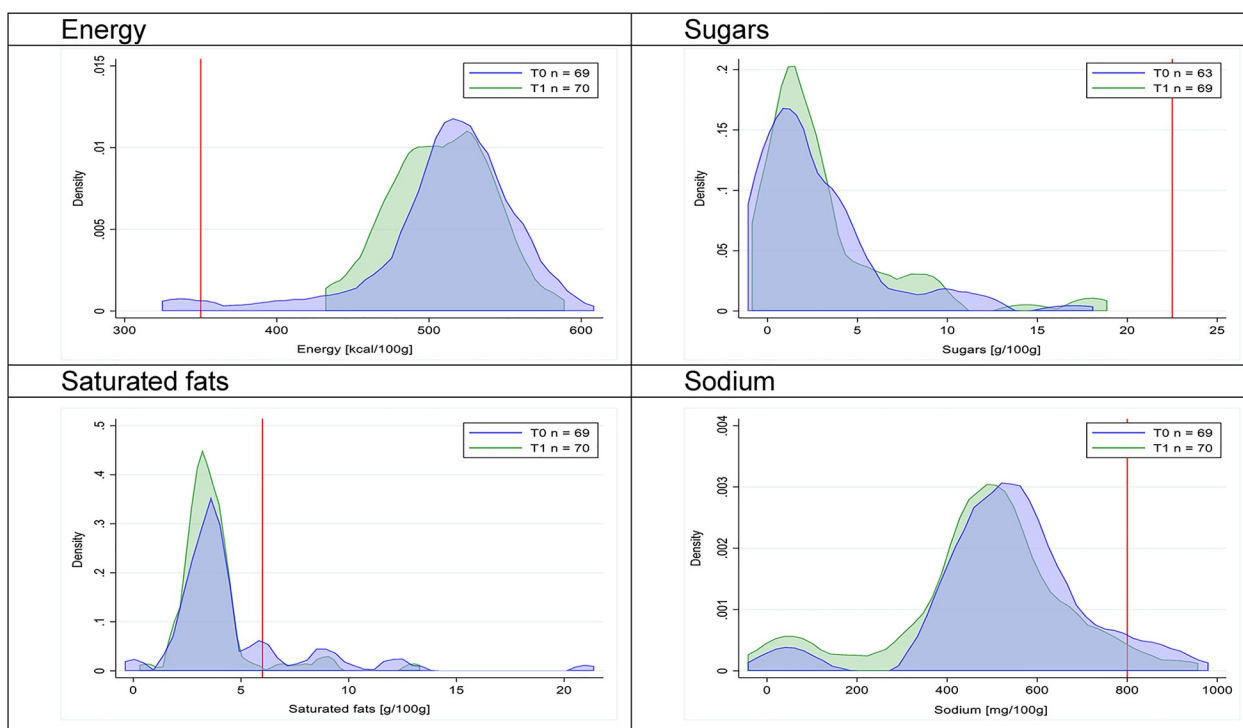 Energy
T0 n = 69
T1 n = 70
Density
0
.005
.01
.015
300
400
500
600
Energy [kcal/100g]
Sugars
T0 n = 63
T1 n = 69
Density
0
.05
.1
.15
.2
0
5
10
15
20
25
Sugars [g/100g]
Saturated fats
T0 n = 69
T1 n = 70
Density
0
.1
.2
.3
.4
.5
0
5
10
15
20
Saturated fats [g/100g]
Sodium
T0 n = 69
T1 n = 70
Density
0
.001
.002
.003
.004
0
200
400
600
800
1000
Sodium [mg/100g]